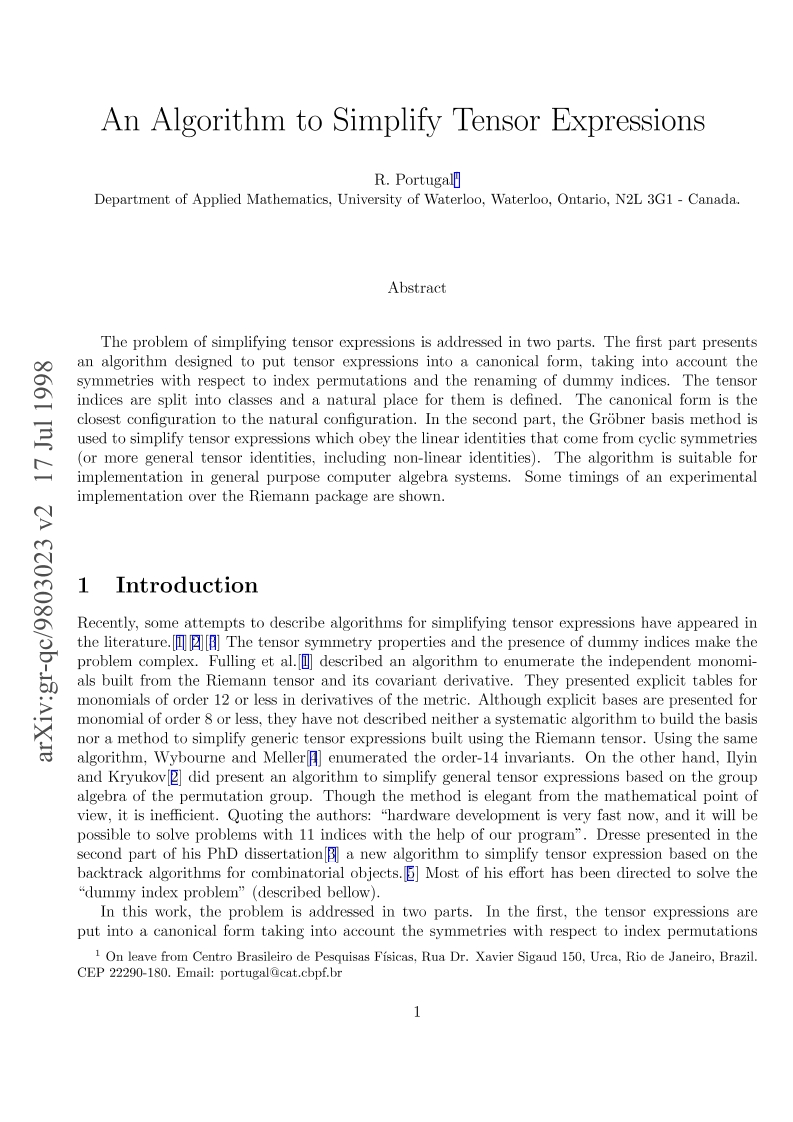 An Algorithm to Simplify Tensor Expressions
R. Portugal1
Department of Applied Mathematics, University of Waterloo, Waterloo, Ontario, N2L 3G1 - Canada.
Abstract
The problem of simplifying tensor expressions is addressed in two parts. The first part presents
an algorithm designed to put tensor expressions into a canonical form, taking into account the
symmetries with respect to index permutations and the renaming of dummy indices. The tensor
indices are split into classes and a natural place for them is defined. The canonical form is the
closest configuration to the natural configuration. In the second part, the Gröbner basis method is
used to simplify tensor expressions which obey the linear identities that come from cyclic symmetries
(or more general tensor identities, including non-linear identities). The algorithm is suitable for
implementation in general purpose computer algebra systems. Some timings of an experimental
implementation over the Riemann package are shown.
1 Introduction
Recently, some attempts to describe algorithms for simplifying tensor expressions have appeared in
the literature.[1][2][3] The tensor symmetry properties and the presence of dummy indices make the
problem complex. Fulling et al.[1] described an algorithm to enumerate the independent monomi-
als built from the Riemann tensor and its covariant derivative. They presented explicit tables for
monomials of order 12 or less in derivatives of the metric. Although explicit bases are presented for
monomial of order 8 or less, they have not described neither a systematic algorithm to build the basis
nor a method to simplify generic tensor expressions built using the Riemann tensor. Using the same
algorithm, Wybourne and Meller[4] enumerated the order-14 invariants. On the other hand, Ilyin
and Kryukov[2] did present an algorithm to simplify general tensor expressions based on the group
algebra of the permutation group. Though the method is elegant from the mathematical point of
view, it is inefficient. Quoting the authors: “hardware development is very fast now, and it will be
possible to solve problems with 11 indices with the help of our program”. Dresse presented in the
second part of his PhD dissertation[3] a new algorithm to simplify tensor expression based on the
backtrack algorithms for combinatorial objects.[5] Most of his effort has been directed to solve the
“dummy index problem” (described bellow).
In this work, the problem is addressed in two parts. In the first, the tensor expressions are
put into a canonical form taking into account the symmetries with respect to index permutations
1 On leave from Centro Brasileiro de Pesquisas Físicas, Rua Dr. Xavier Sigaud 150, Urca, Rio de Janeiro, Brazil.
CEP 22290-180. Email: portugal@cat.cbpf.br
1
arXiv:gr-qc/9803023 v2 17 Jul 1998